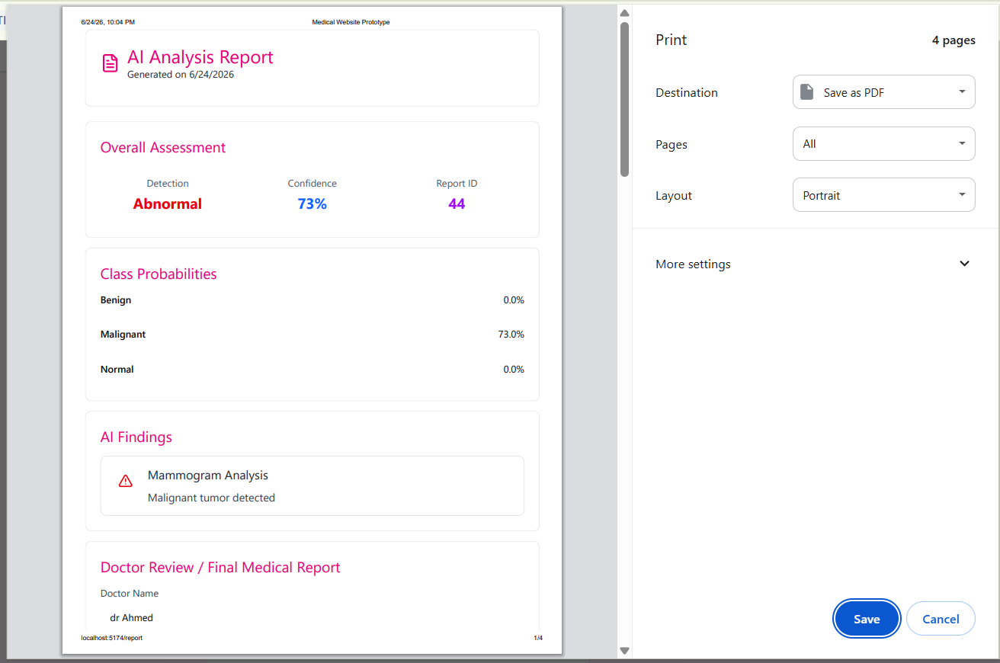 6/24/26, 10:04 PM Medical Website Prototype
AI Analysis Report
Generated on 6/24/2026
Overall Assessment
Detection Confidence Report ID
Abnormal 73% 44
Class Probabilities
Benign 0.0%
Malignant 73.0%
Normal 0.0%
AI Findings
Mammogram Analysis
Malignant tumor detected
Doctor Review / Final Medical Report
Doctor Name
dr Ahmed
localhost:5174/report 1/4
Print 4 pages
Destination Save as PDF
Pages All
Layout Portrait
More settings
Save Cancel